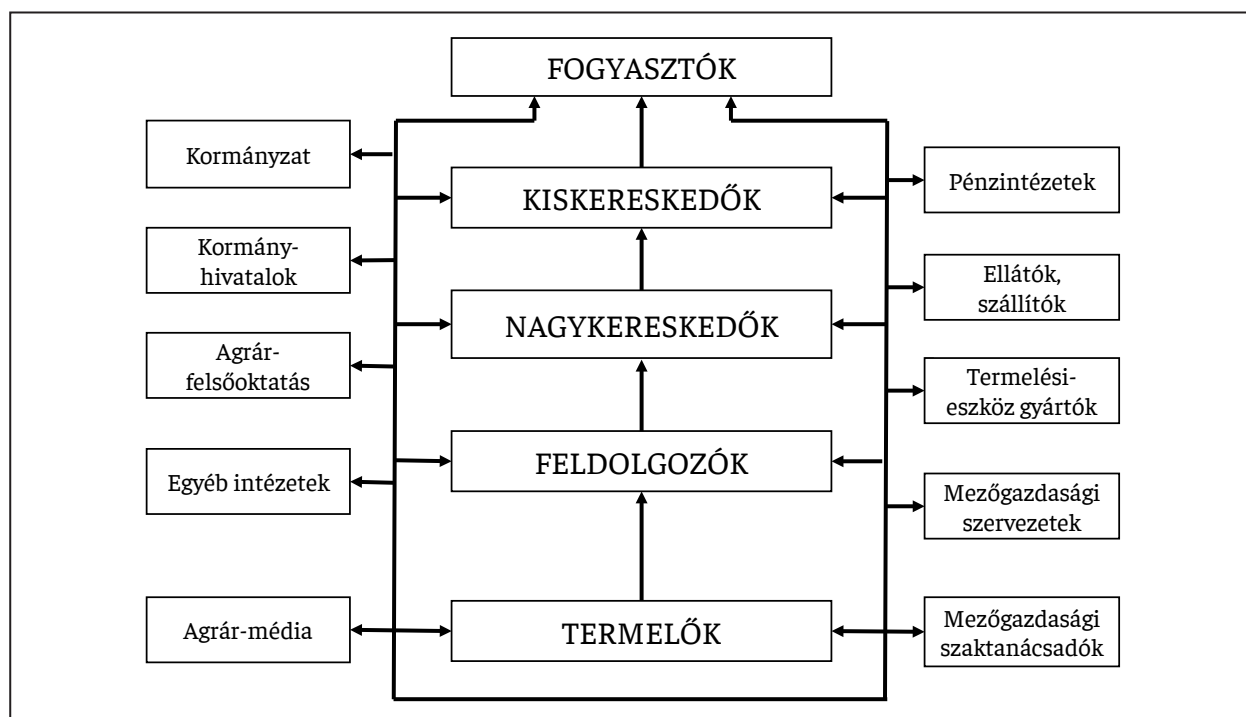 FOGYASZTÓK
Kormányzat
KISKERESKEDŐK
Pénzintézetek
Kormány-
hivatalok
Ellátók,
szállítók
NAGYKERESKEDŐK
Agrár-
felsőoktatás
Termelési-
eszköz gyártók
FELDOLGOZÓK
Egyéb intézetek
Mezőgazdasági
szervezetek
Agrár-média
TERMELŐK
Mezőgazdasági
szaktanácsadók